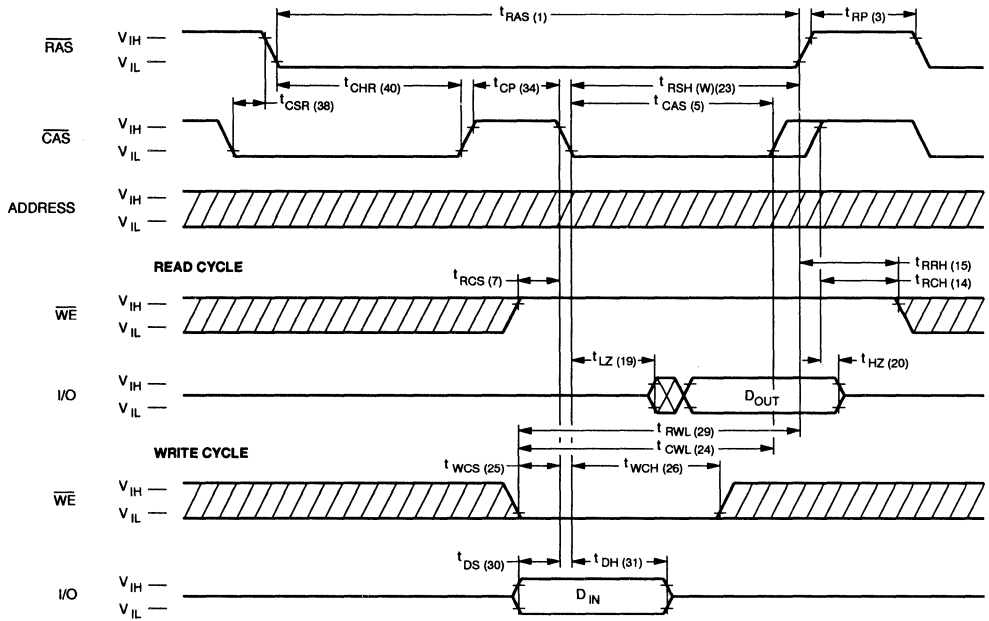 t RAS (1)
t RP (3)
RAS
V IH
V IL
t CHR (40)
t CP (34)
t RSH (W)(23)
t CSR (38)
t CAS (5)
CAS
V IH
V IL
ADDRESS
V IH
V IL
READ CYCLE
t RCS (7)
t RRH (15)
t RCH (14)
WE
V IH
V IL
t LZ (19)
t HZ (20)
I/O
V IH
V IL
D OUT
t RWL (29)
t CWL (24)
WRITE CYCLE
t WCS (25)
t WCH (26)
WE
V IH
V IL
t DS (30)
t DH (31)
I/O
V IH
V IL
D IN